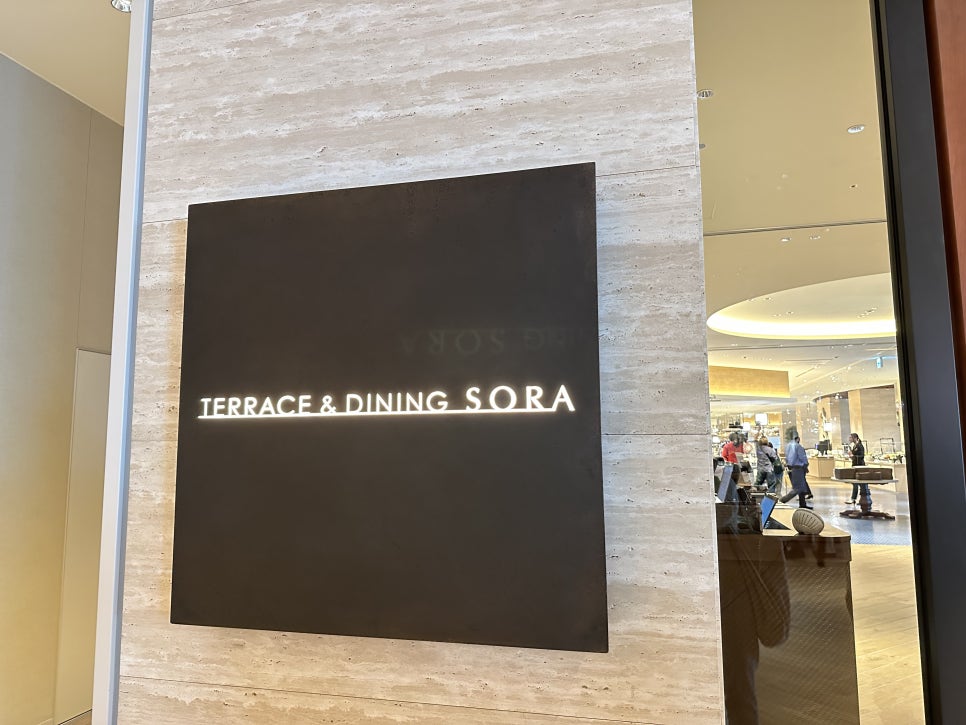 TERRACE & DINING SORA